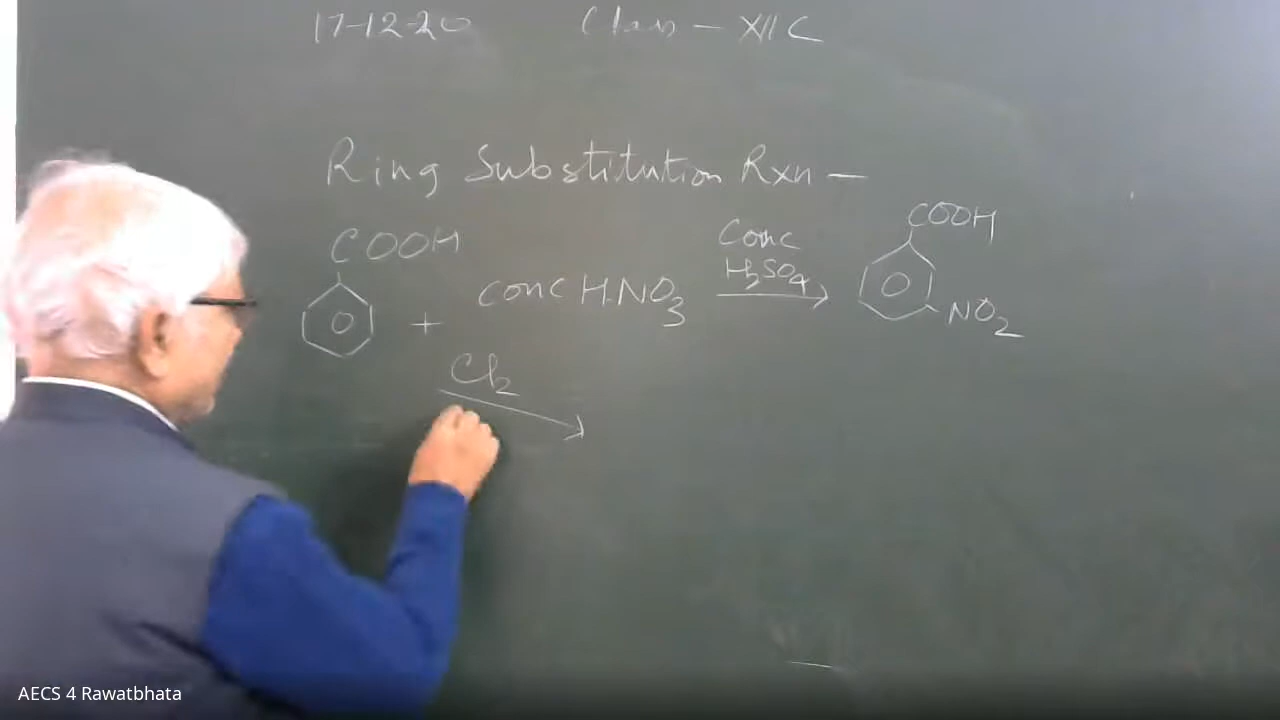 17-12-20 Class - XII C
Ring Substitution Rxn -
COOH
+ conc HNO3
Conc
H2SO4
COOH
NO2
Cl2
AECS 4 Rawatbhata